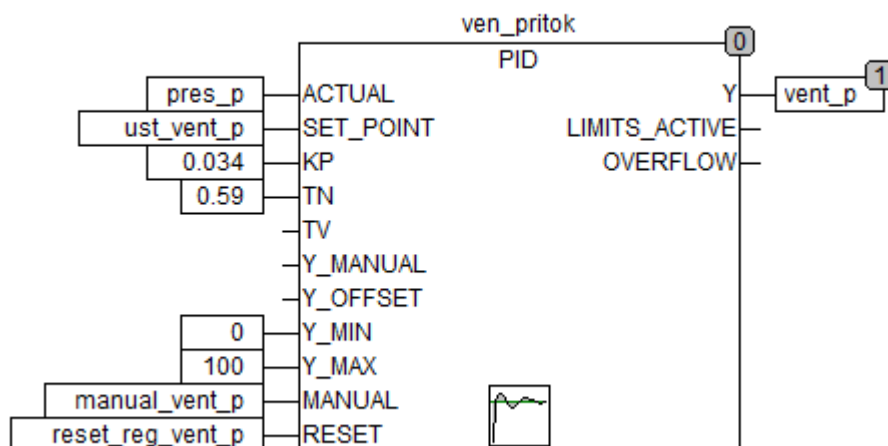 ven_pritok
0
PID
pres_p ACTUAL Y vent_p 1
ust_vent_p SET_POINT LIMITS_ACTIVE
0.034 KP OVERFLOW
0.59 TN
TV
Y_MANUAL
Y_OFFSET
0 Y_MIN
100 Y_MAX
manual_vent_p MANUAL
reset_reg_vent_p RESET